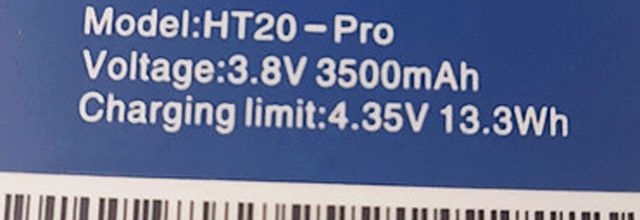 Model:HT20-Pro
Voltage:3.8V 3500mAh
Charging limit:4.35V 13.3Wh